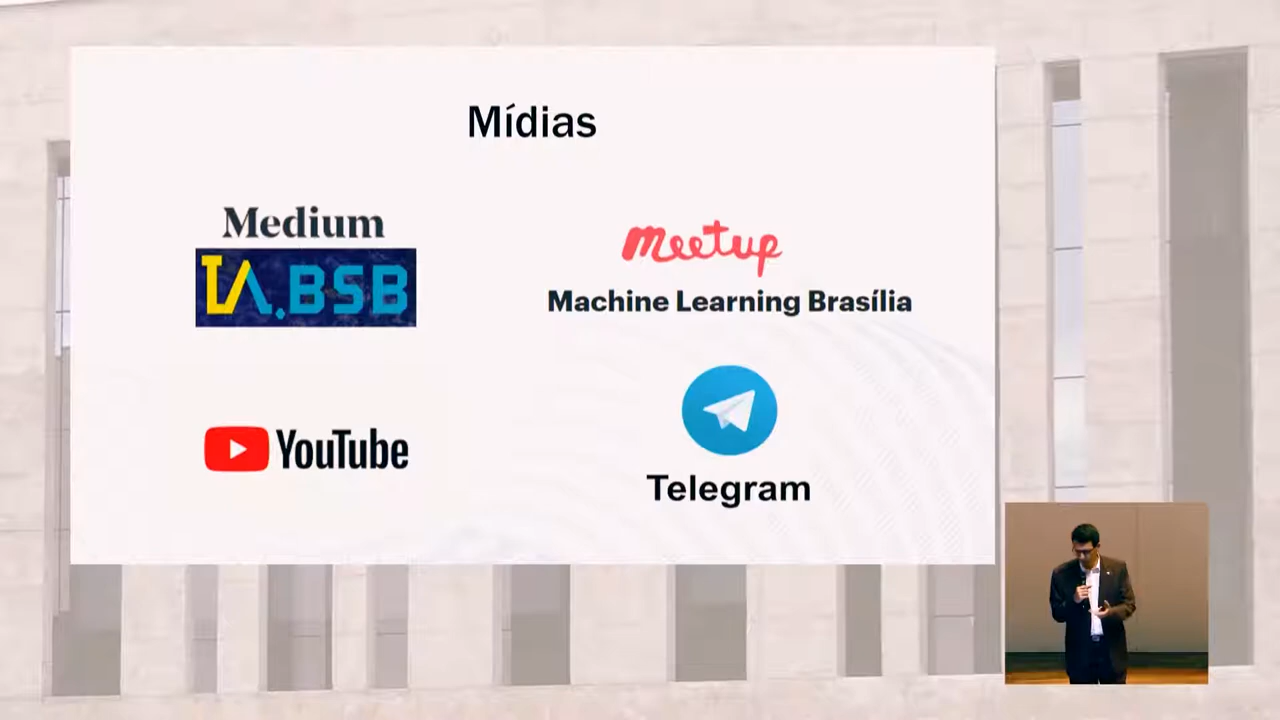 Mídias
Medium
IA.BSB
meetup
Machine Learning Brasília
YouTube
Telegram